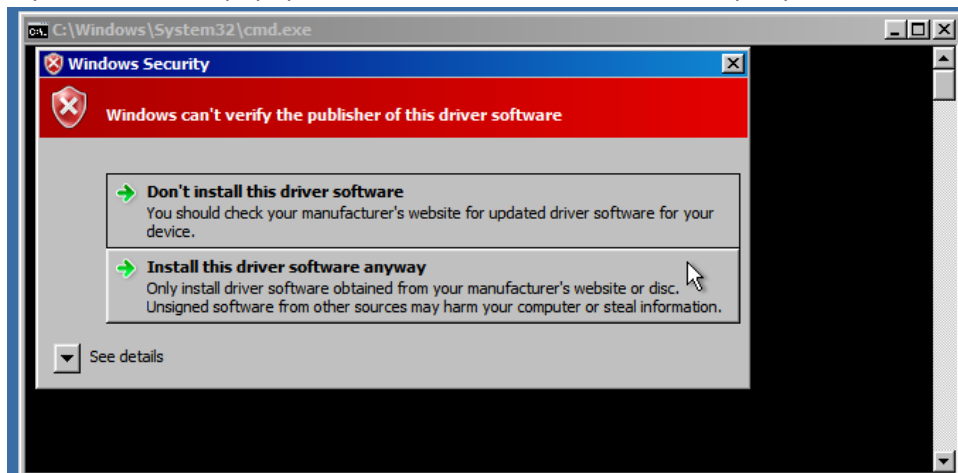 C:\Windows\System32\cmd.exe
Windows Security
Windows can't verify the publisher of this driver software
Don't install this driver software
You should check your manufacturer's website for updated driver software for your
device.
Install this driver software anyway
Only install driver software obtained from your manufacturer's website or disc.
Unsigned software from other sources may harm your computer or steal information.
See details